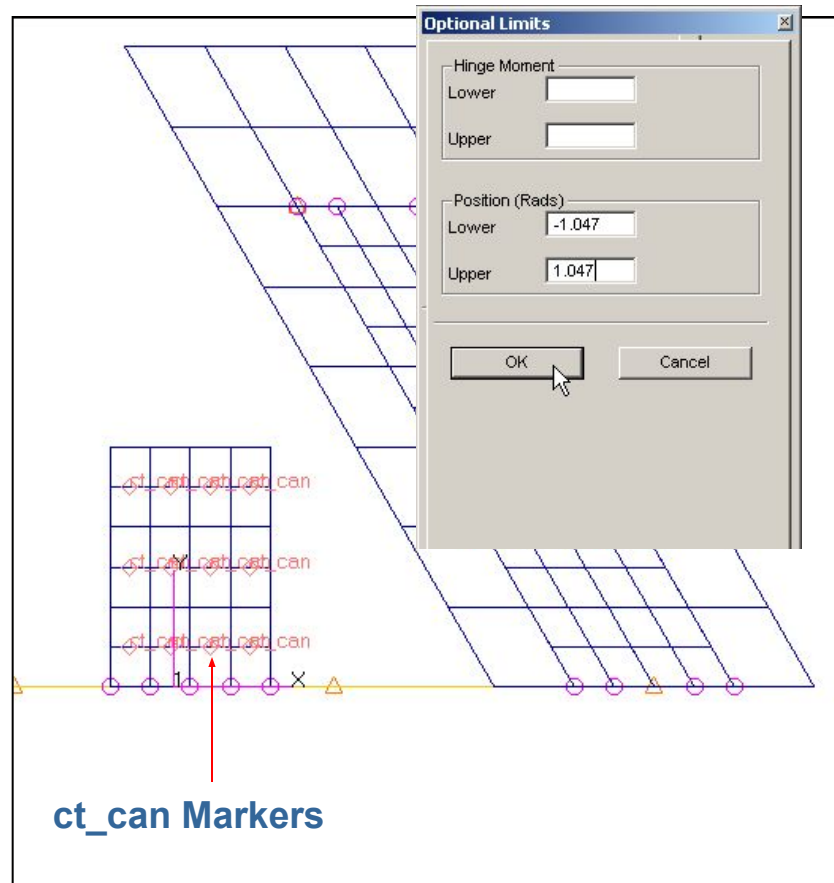 Optional Limits
Hinge Moment
Lower
Upper
Position (Rads)
Lower -1.047
Upper 1.047
OK Cancel
ct_can
ct_can
Y
ct_can
1 X
ct_can Markers